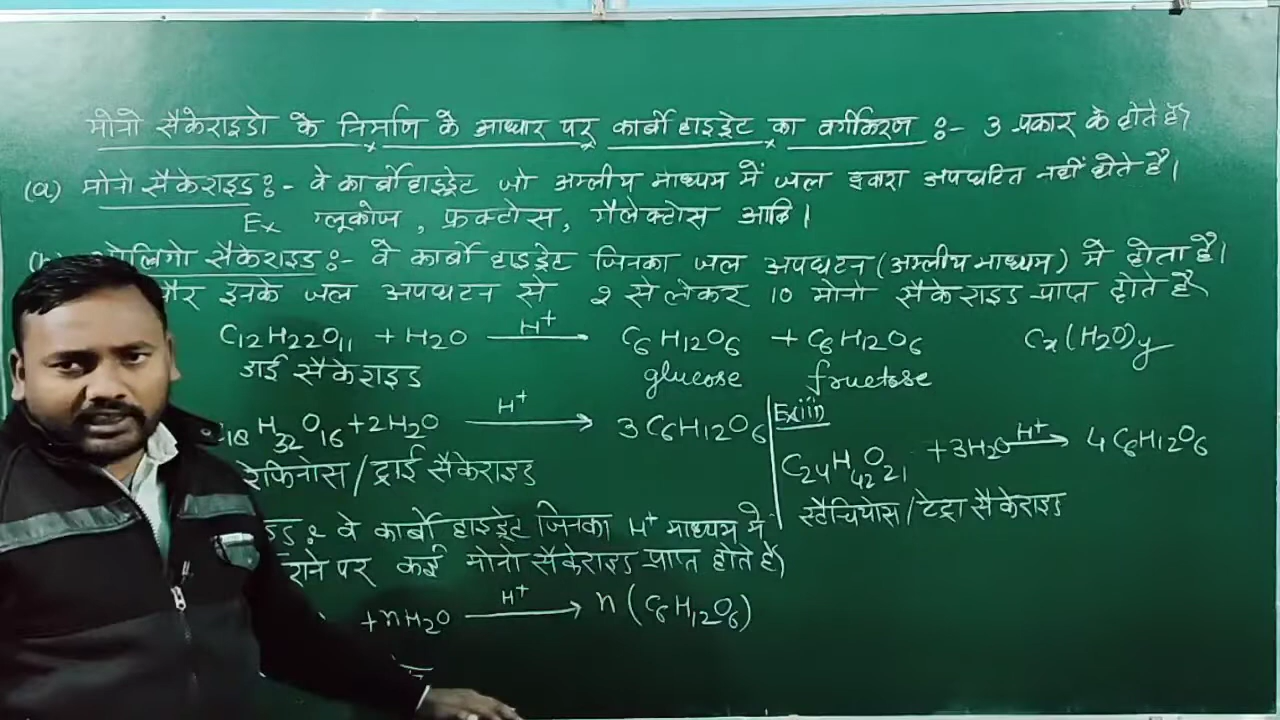 मोनो सैकेराइडो के निर्माण के आधार पर कार्बोहाइड्रेट का वर्गीकरण :- 3 प्रकार के होते हैं
(a) मोनो सैकेराइड :- वे कार्बोहाइड्रेट जो अम्लीय माध्यम में जल द्वारा अपघटित नहीं होते है।
Ex ग्लूकोज, फ्रक्टोस, गैलेक्टोस आदि।
लिगो सैकेराइड :- वे कार्बोहाइड्रेट जिनका जल अपघटन (अम्लीय माध्यम) में होता है।
इनके जल अपघटन से 2 से लेकर 10 मोनो सैकेराइड प्राप्त होते है
C12H22O11 + H2O H+→ C6H12O6 + C6H12O6 Cx(H2O)y
डाई सैकेराइड glucose fructose
18H32O16 + 2H2O H+→ 3C6H12O6
रेफिनोस/ट्राई सैकेराइड
Ex(iii)
C24H42O21 + 3H2O H+→ 4C6H12O6
स्टैचियोस/टेट्रा सैकेराइड
इड :- वे कार्बोहाइड्रेट जिनका H+ माध्यम में
राने पर कई मोनो सैकेराइड प्राप्त होते है)
+nH2O H+→ n(C6H12O6)